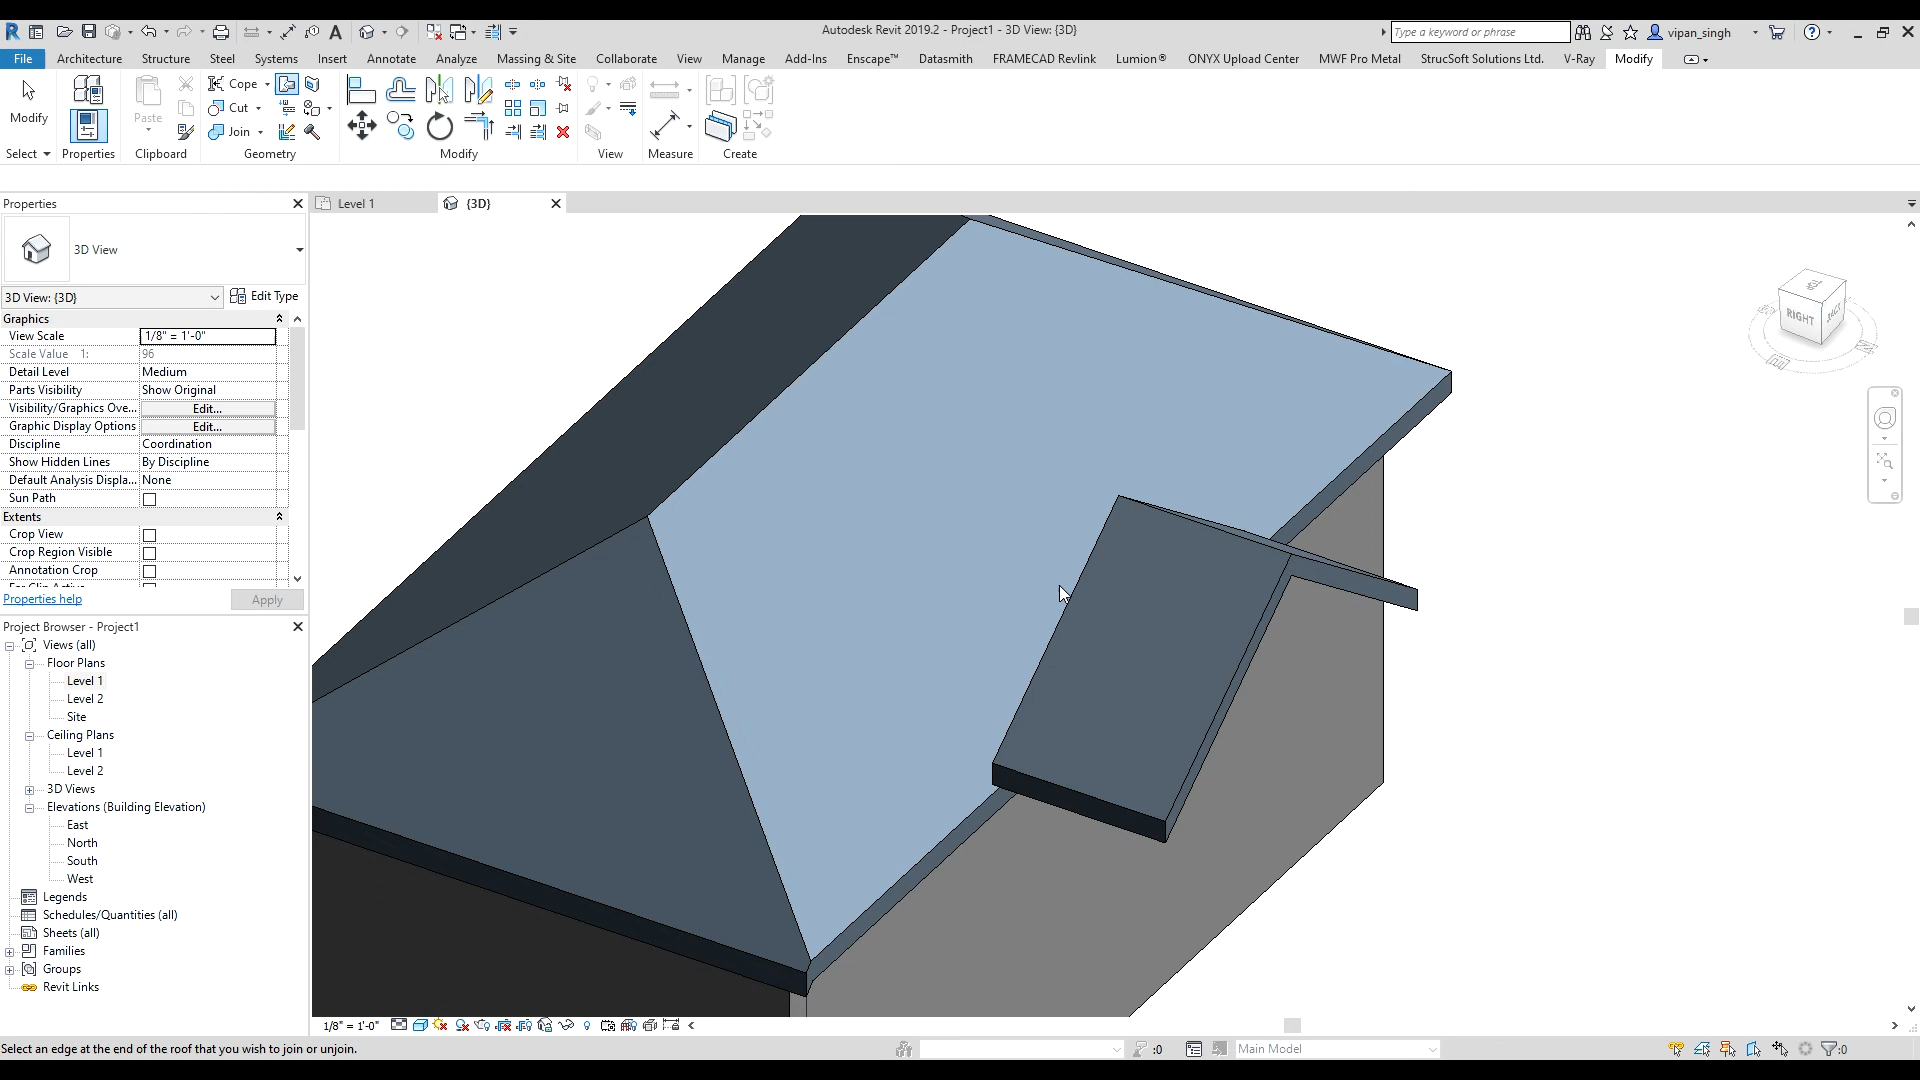 Autodesk Revit 2019.2 - Project1 - 3D View: {3D}
Type a keyword or phrase
vipan_singh
File Architecture Structure Steel Systems Insert Annotate Analyze Massing & Site Collaborate View Manage Add-Ins Enscape™ Datasmith FRAMECAD Revlink Lumion® ONYX Upload Center MWF Pro Metal StrucSoft Solutions Ltd. V-Ray Modify
Modify
Paste
Cope
Cut
Join
Select Properties Clipboard Geometry Modify View Measure Create
Properties
Level 1
{3D}
3D View
3D View: {3D}
Edit Type
Graphics
View Scale 1/8" = 1'-0"
Scale Value 1: 96
Detail Level Medium
Parts Visibility Show Original
Visibility/Graphics Ove... Edit...
Graphic Display Options Edit...
Discipline Coordination
Show Hidden Lines By Discipline
Default Analysis Displa... None
Sun Path
Extents
Crop View
Crop Region Visible
Annotation Crop
Properties help
Apply
TOP
RIGHT
BACK
Project Browser - Project1
Views (all)
Floor Plans
Level 1
Level 2
Site
Ceiling Plans
Level 1
Level 2
3D Views
Elevations (Building Elevation)
East
North
South
West
Legends
Schedules/Quantities (all)
Sheets (all)
Families
Groups
Revit Links
1/8" = 1'-0"
Select an edge at the end of the roof that you wish to join or unjoin.
:0
Main Model
:0